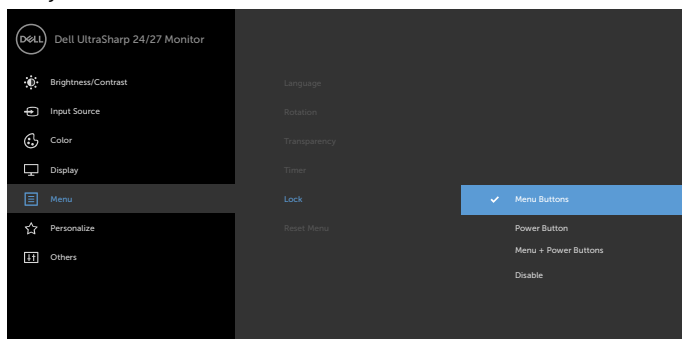 DELL
Dell UltraSharp 24/27 Monitor
Brightness/Contrast
Input Source
Color
Display
Menu
Personalize
Others
Language
Rotation
Transparency
Timer
Lock
Reset Menu
Menu Buttons
Power Button
Menu + Power Buttons
Disable